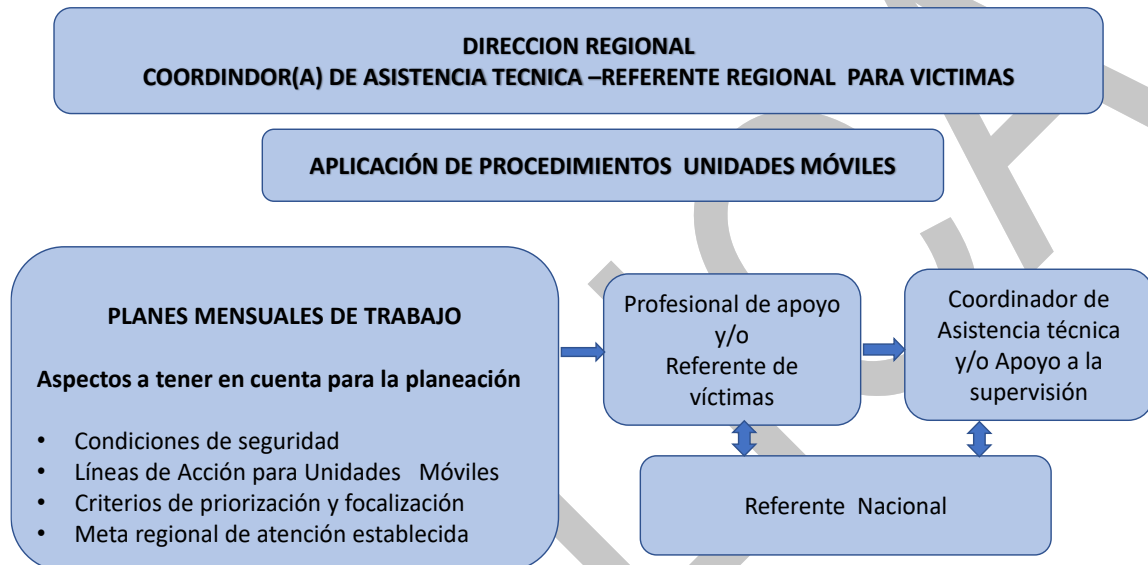 DIRECCION REGIONAL
COORDINDOR(A) DE ASISTENCIA TECNICA –REFERENTE REGIONAL PARA VICTIMAS
APLICACIÓN DE PROCEDIMIENTOS UNIDADES MÓVILES
PLANES MENSUALES DE TRABAJO
Aspectos a tener en cuenta para la planeación
• Condiciones de seguridad
• Líneas de Acción para Unidades Móviles
• Criterios de priorización y focalización
• Meta regional de atención establecida
Profesional de apoyo
y/o
Referente de
víctimas
Coordinador de
Asistencia técnica
y/o Apoyo a la
supervisión
Referente Nacional